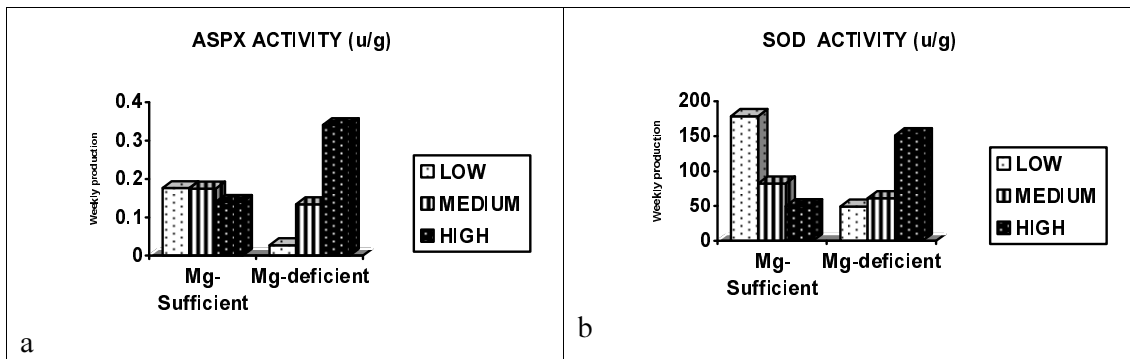 ASPX ACTIVITY (u/g)
Weekly production
0.4
0.3
0.2
0.1
0
Mg-
Sufficient
Mg-deficient
LOW
MEDIUM
HIGH
a
SOD ACTIVITY (u/g)
Weekly production
200
150
100
50
0
Mg-
Sufficient
Mg-deficient
LOW
MEDIUM
HIGH
b